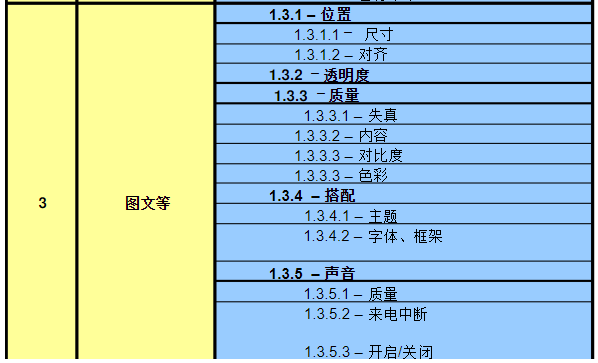 1.3.1 – 位置
1.3.1.1 – 尺寸
1.3.1.2 – 对齐
1.3.2 – 透明度
1.3.3 – 质量
1.3.3.1 – 失真
1.3.3.2 – 内容
1.3.3.3 – 对比度
1.3.3.3 – 色彩
3 图文等
1.3.4 – 搭配
1.3.4.1 – 主题
1.3.4.2 – 字体、框架
1.3.5 – 声音
1.3.5.1 – 质量
1.3.5.2 – 来电中断
1.3.5.3 – 开启/关闭